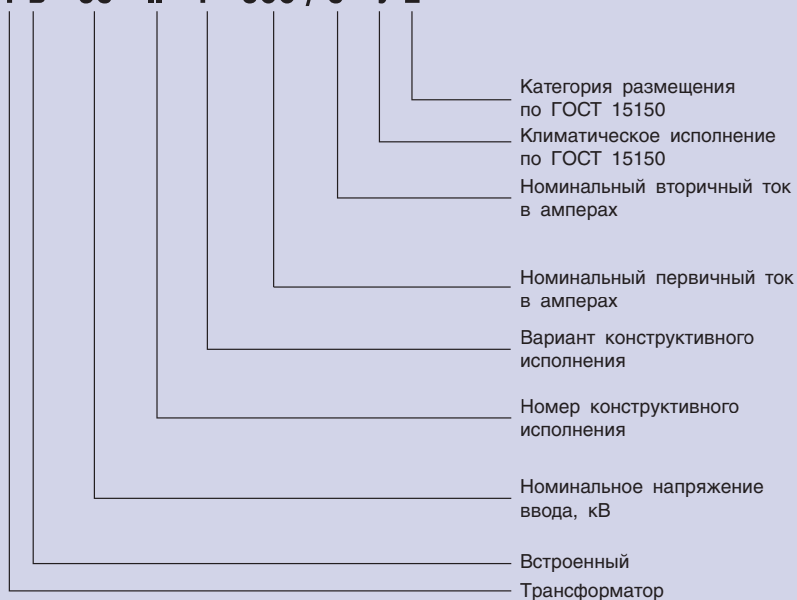 Категория размещения
по ГОСТ 15150
Климатическое исполнение
по ГОСТ 15150
Номинальный вторичный ток
в амперах
Номинальный первичный ток
в амперах
Вариант конструктивного
исполнения
Номер конструктивного
исполнения
Номинальное напряжение
ввода, кВ
Встроенный
Трансформатор